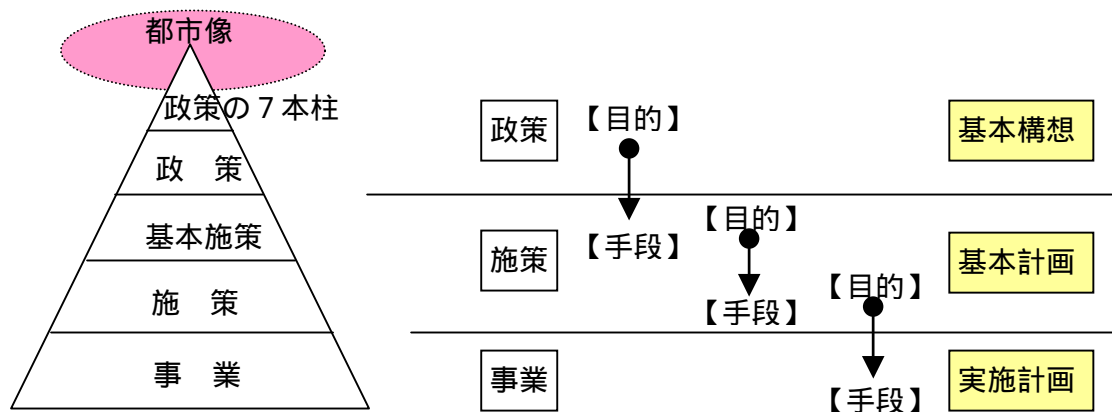 都市像
政策の７本柱
政　策
基本施策
施　策
事　業
政策
【目的】
基本構想
施策
【手段】
【目的】
【手段】
【目的】
基本計画
事業
【手段】
実施計画